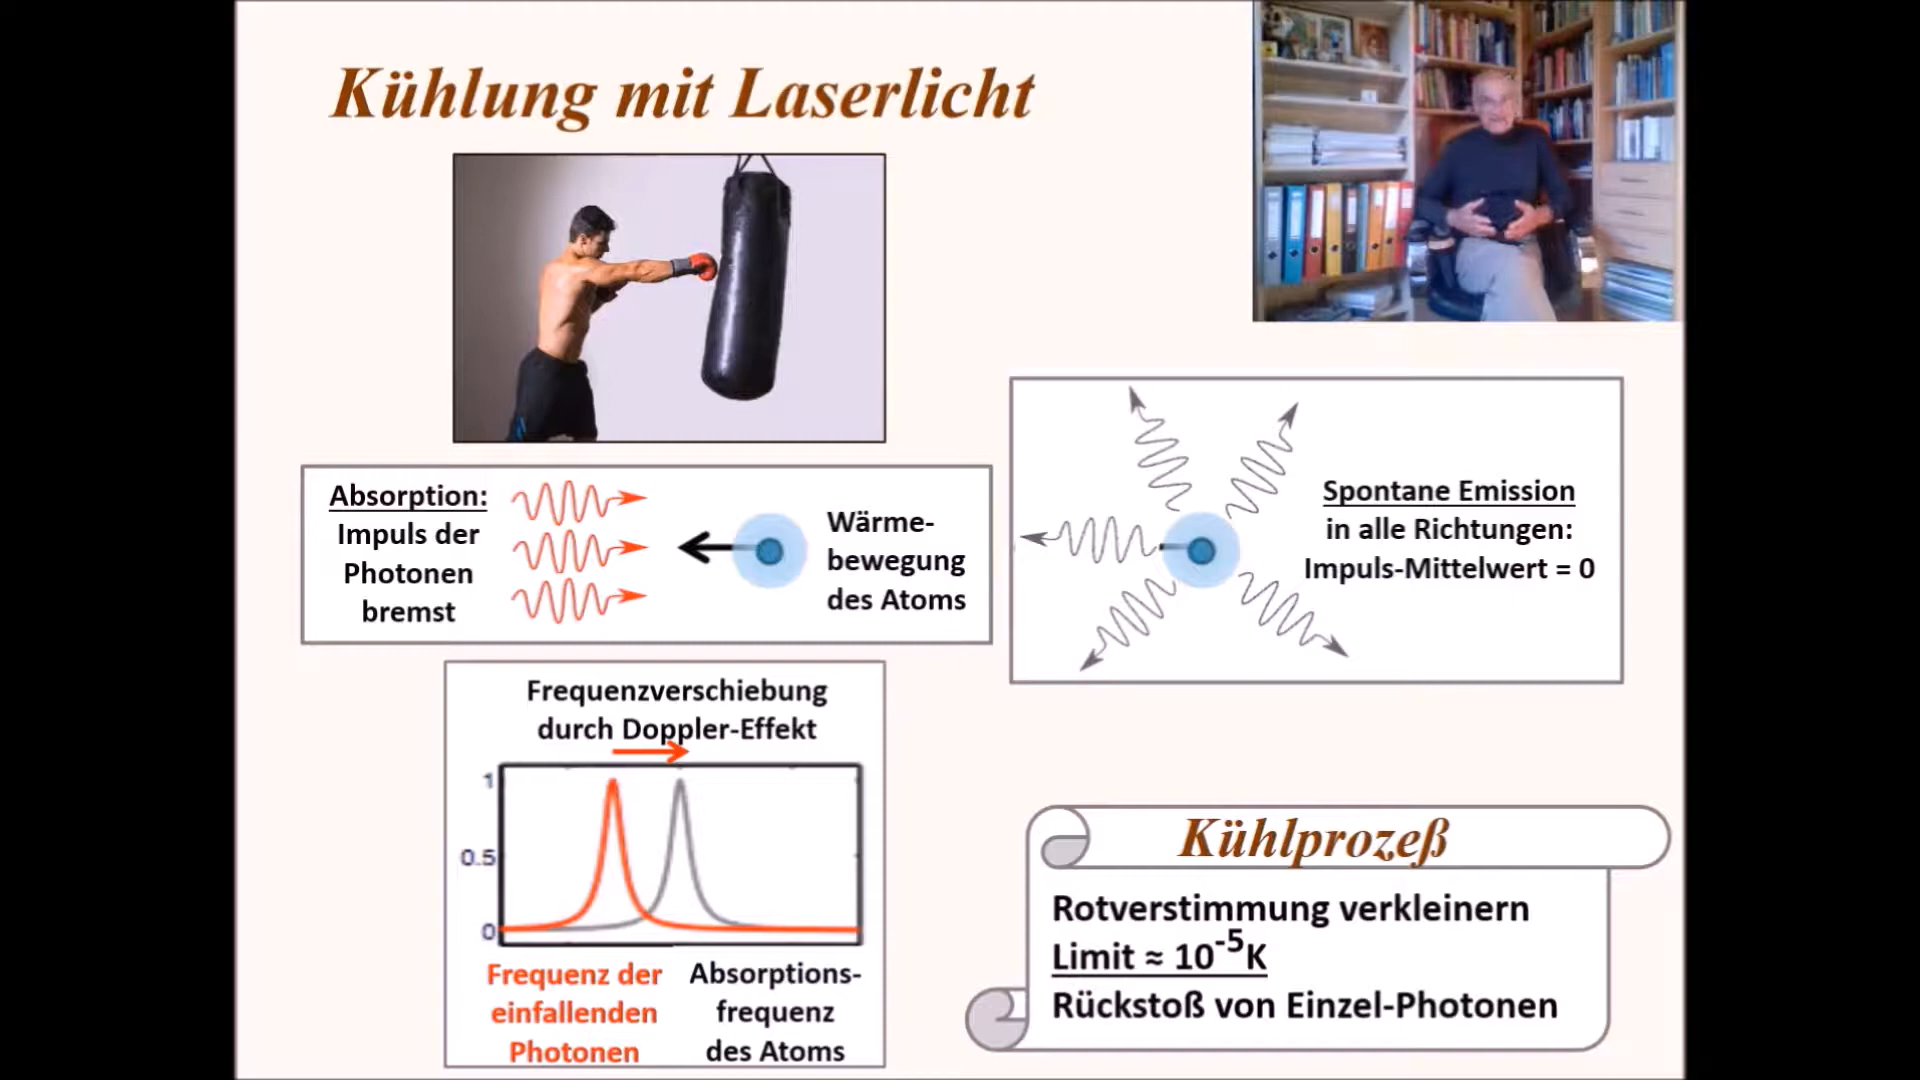 Kühlung mit Laserlicht
Absorption:
Impuls der
Photonen
bremst
Wärme-
bewegung
des Atoms
Spontane Emission
in alle Richtungen:
Impuls-Mittelwert = 0
Frequenzverschiebung
durch Doppler-Effekt
1
0.5
0
Frequenz der
einfallenden
Photonen
Absorptions-
frequenz
des Atoms
Kühlprozeß
Rotverstimmung verkleinern
Limit ≈ 10⁻⁵K
Rückstoß von Einzel-Photonen